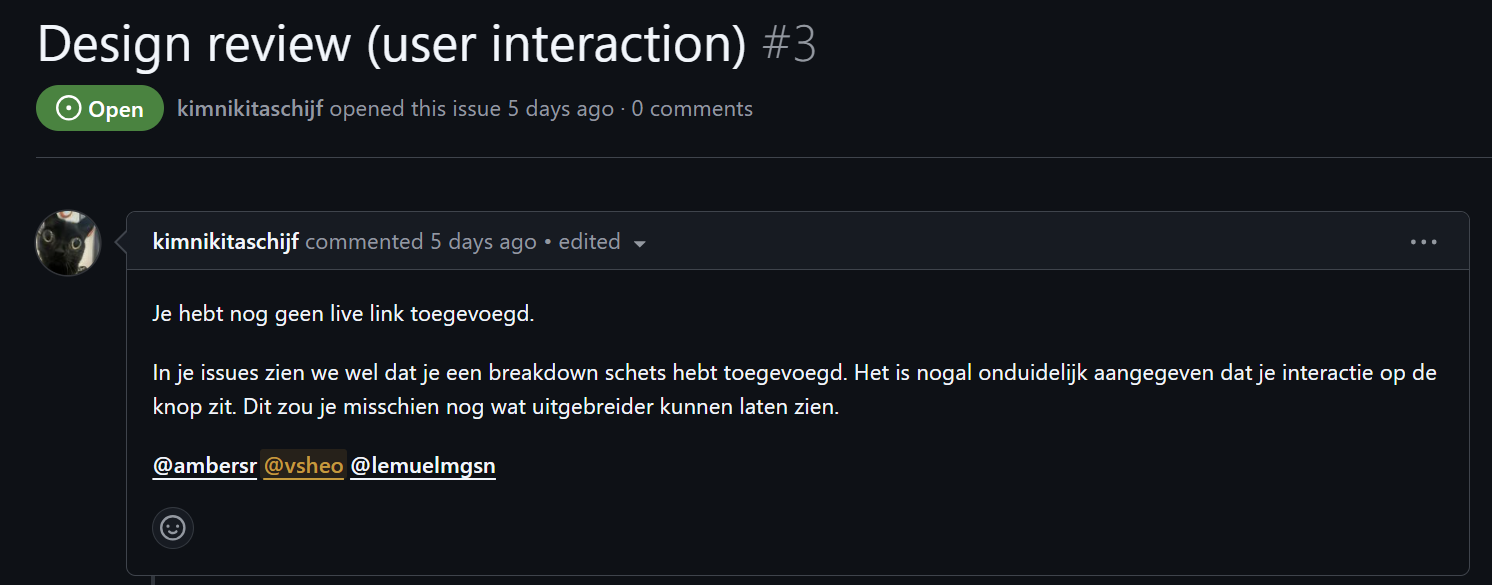 Design review (user interaction) #3
Open kimnikitaschijf opened this issue 5 days ago · 0 comments
kimnikitaschijf commented 5 days ago • edited
Je hebt nog geen live link toegevoegd.
In je issues zien we wel dat je een breakdown schets hebt toegevoegd. Het is nogal onduidelijk aangegeven dat je interactie op de
knop zit. Dit zou je misschien nog wat uitgebreider kunnen laten zien.
@ambersr @vsheo @lemuelmgsn